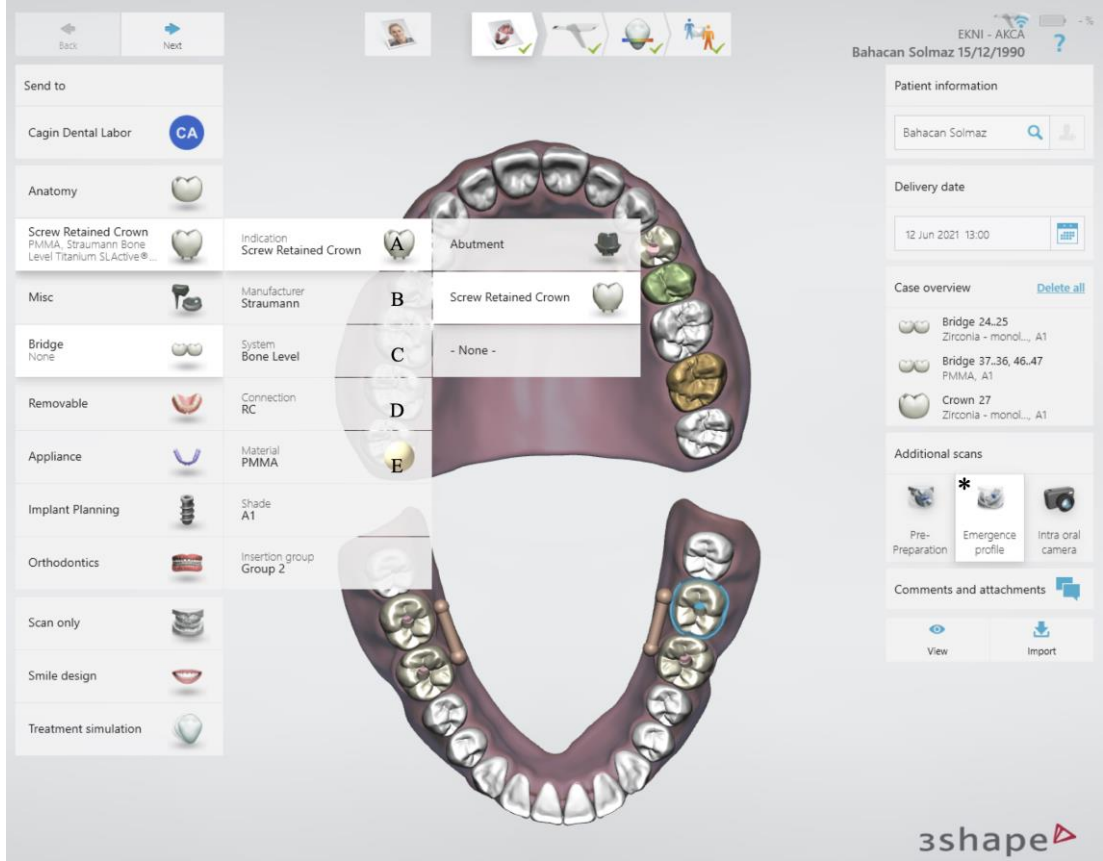 Back
Next
EKNI - AKCA
Bahacan Solmaz 15/12/1990
?
- %
Send to
Cagin Dental Labor
CA
Anatomy
Screw Retained Crown
PMMA, Straumann Bone
Level Titanium SLActive®...
Misc
Bridge
None
Removable
Appliance
Implant Planning
Orthodontics
Scan only
Smile design
Treatment simulation
Indication
Screw Retained Crown
A
Manufacturer
Straumann
B
System
Bone Level
C
Connection
RC
D
Material
PMMA
E
Shade
A1
Insertion group
Group 2
Abutment
Screw Retained Crown
- None -
Patient information
Bahacan Solmaz
Delivery date
12 Jun 2021 13:00
Case overview
Delete all
Bridge 24..25
Zirconia - monol..., A1
Bridge 37..36, 46..47
PMMA, A1
Crown 27
Zirconia - monol..., A1
Additional scans
*
Pre-
Preparation
Emergence
profile
Intra oral
camera
Comments and attachments
View
Import
3shape